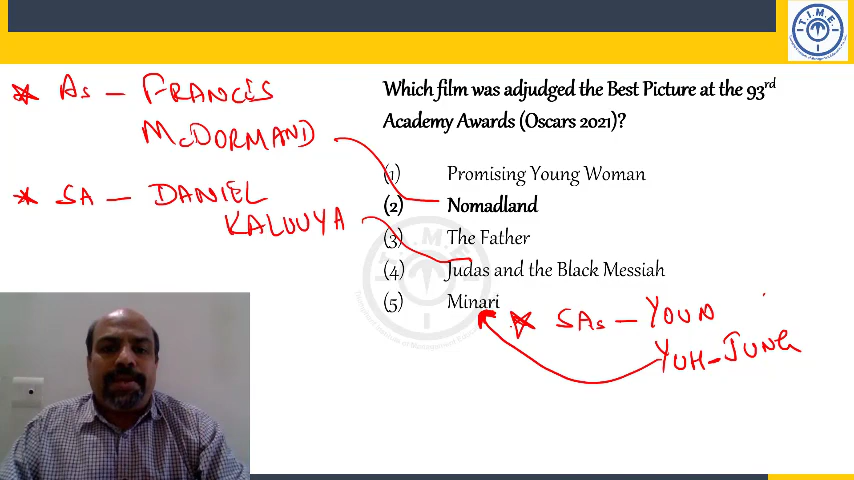 T.I.M.E.
* As – FRANCIS
McDORMAND
* SA – DANIEL
KALUUYA
Which film was adjudged the Best Picture at the 93rd
Academy Awards (Oscars 2021)?
(1) Promising Young Woman
(2) Nomadland
(3) The Father
(4) Judas and the Black Messiah
(5) Minari
* SAs – YOUN
YUH-JUNG